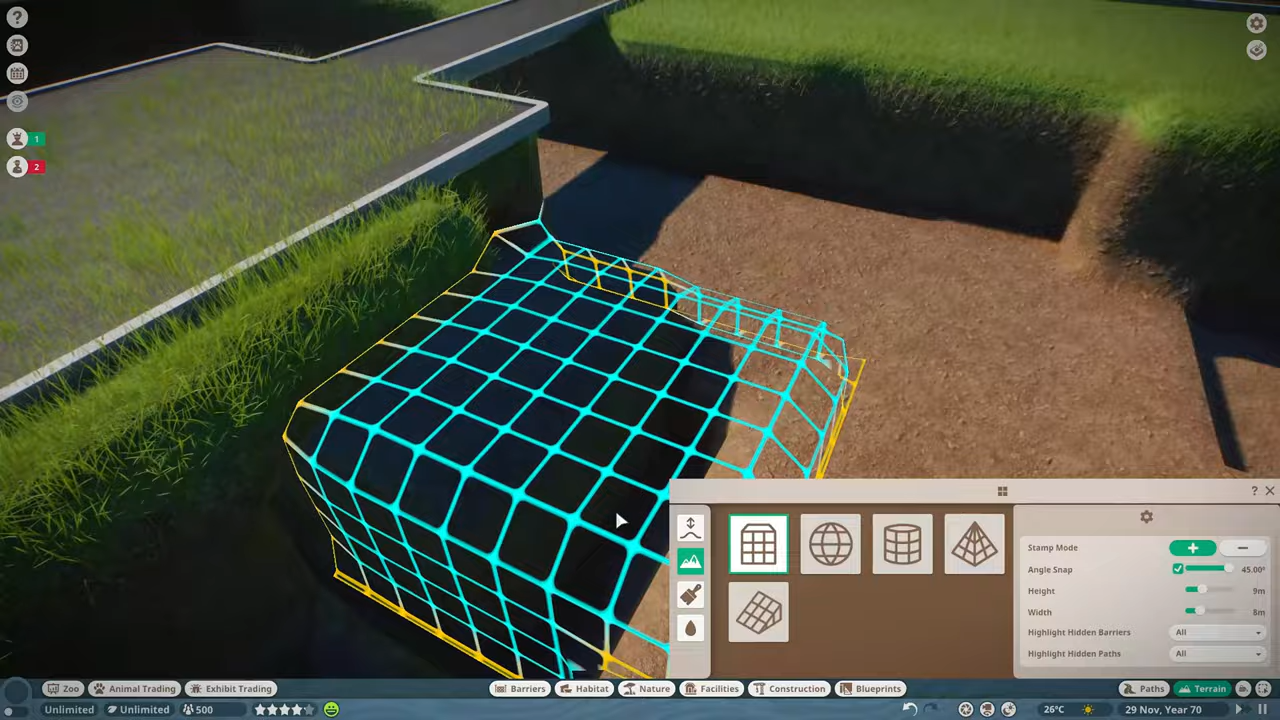 ?
1
2
? ✕
Stamp Mode + −
Angle Snap 45.00°
Height 9m
Width 8m
Highlight Hidden Barriers All
Highlight Hidden Paths All
Zoo Animal Trading Exhibit Trading Barriers Habitat Nature Facilities Construction Blueprints Paths Terrain
Unlimited Unlimited 500 26°C 29 Nov, Year 70